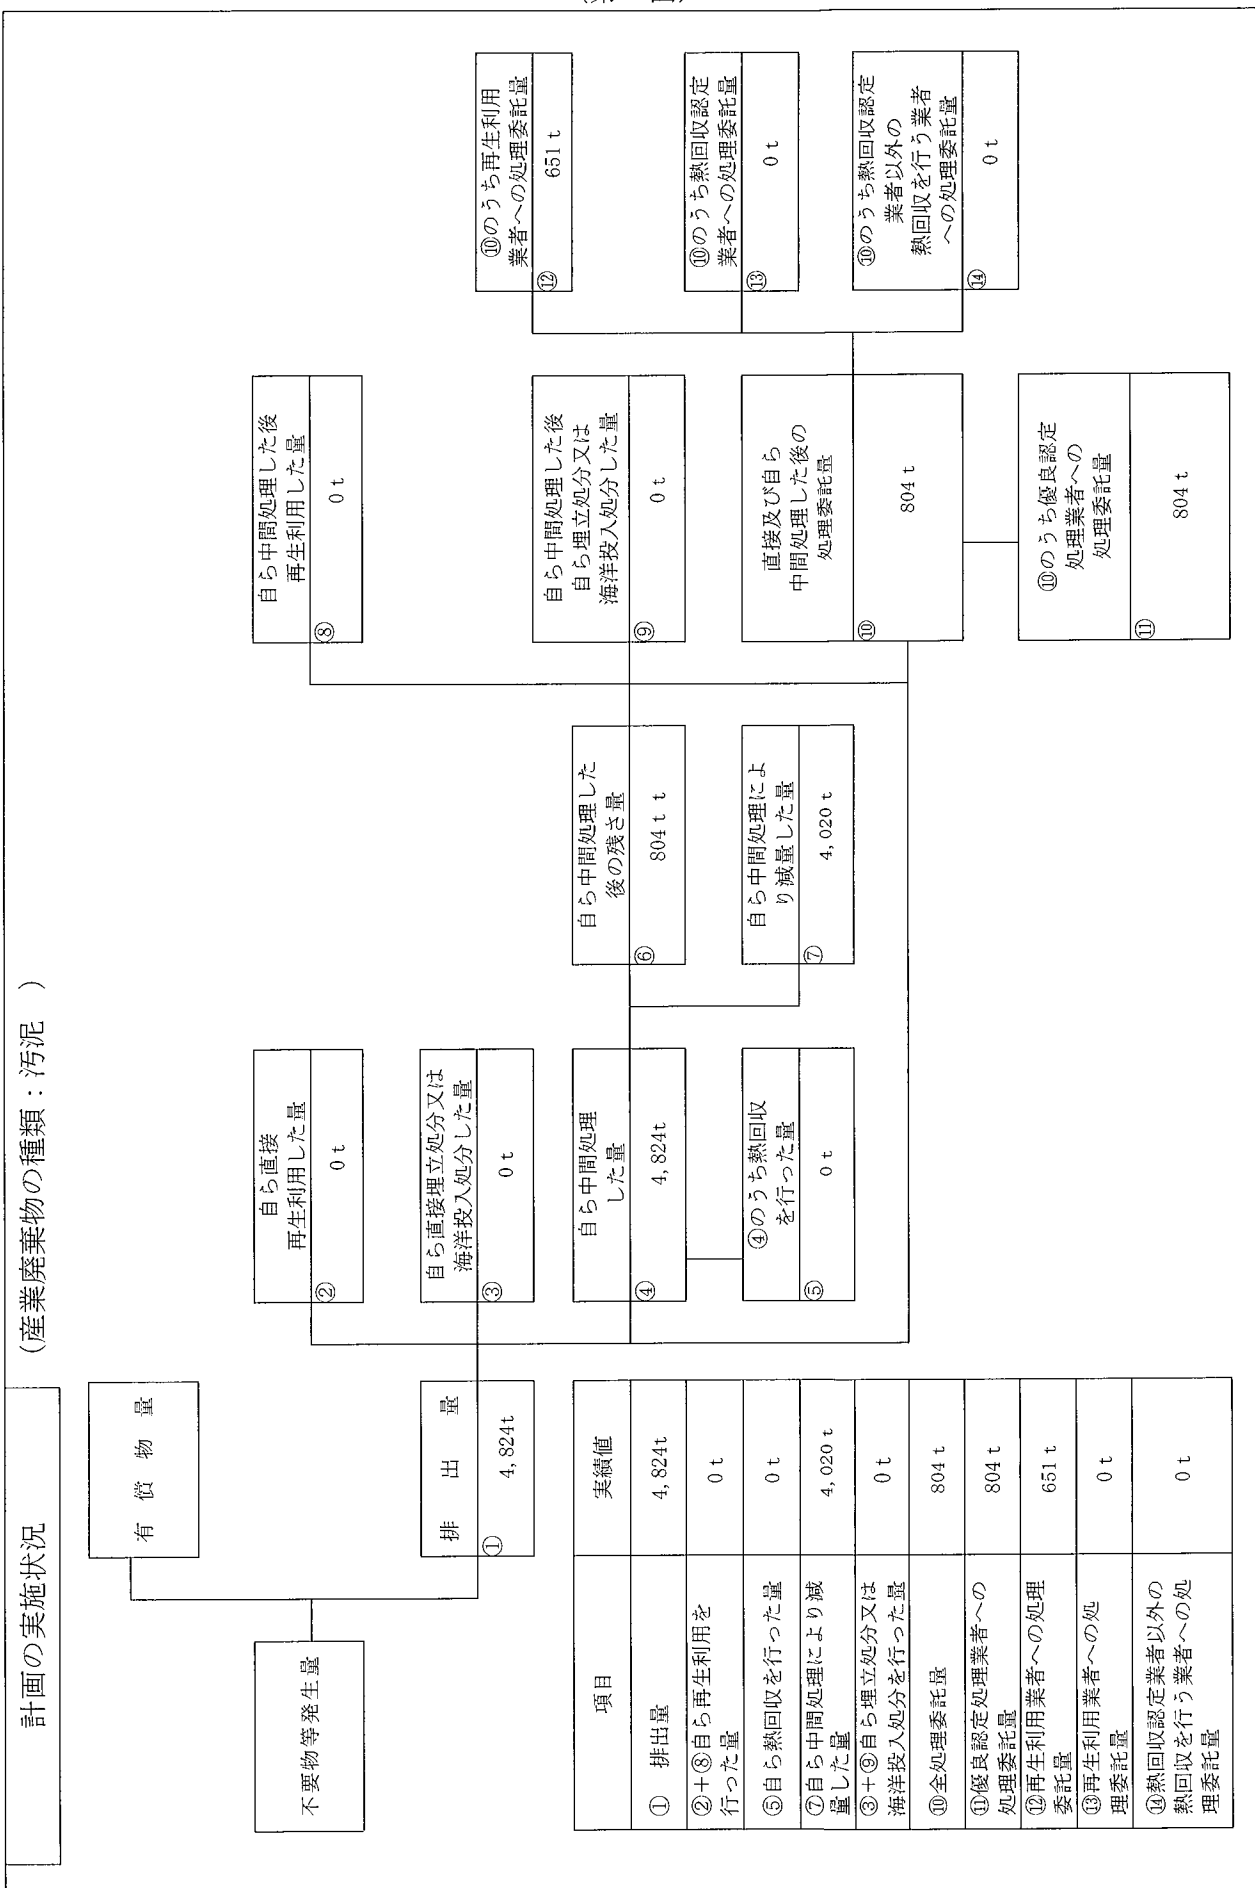 計画の実施状況
(産業廃棄物の種類：汚泥　)
不要物等発生量
有償物量
排出量
①
4,824t
自ら直接
再生利用した量
②
0 t
自ら直接埋立処分又は
海洋投入処分した量
③
0 t
自ら中間処理
した量
④
4,824t
④のうち熱回収
を行った量
⑤
0 t
自ら中間処理した
後の残さ量
⑥
804 t t
自ら中間処理によ
り減量した量
⑦
4,020 t
自ら中間処理した後
再生利用した量
⑧
0 t
自ら中間処理した後
自ら埋立処分又は
海洋投入処分した量
⑨
0 t
直接及び自ら
中間処理した後の
処理委託量
⑩
804 t
⑩のうち優良認定
処理業者への
処理委託量
⑪
804 t
⑩のうち再生利用
業者への処理委託量
⑫
651 t
⑩のうち熱回収認定
業者への処理委託量
⑬
0 t
⑩のうち熱回収認定
業者以外の
熱回収を行う業者
への処理委託量
⑭
0 t
項目
実績値
① 排出量
4,824t
②+⑧自ら再生利用を
行った量
0 t
⑤自ら熱回収を行った量
0 t
⑦自ら中間処理により減
量した量
4,020 t
③+⑨自ら埋立処分又は
海洋投入処分を行った量
0 t
⑩全処理委託量
804 t
⑪優良認定処理業者への
処理委託量
804 t
⑫再生利用業者への処理
委託量
651 t
⑬再生利用業者への処
理委託量
0 t
⑭熱回収認定業者以外の
熱回収を行う業者への処
理委託量
0 t